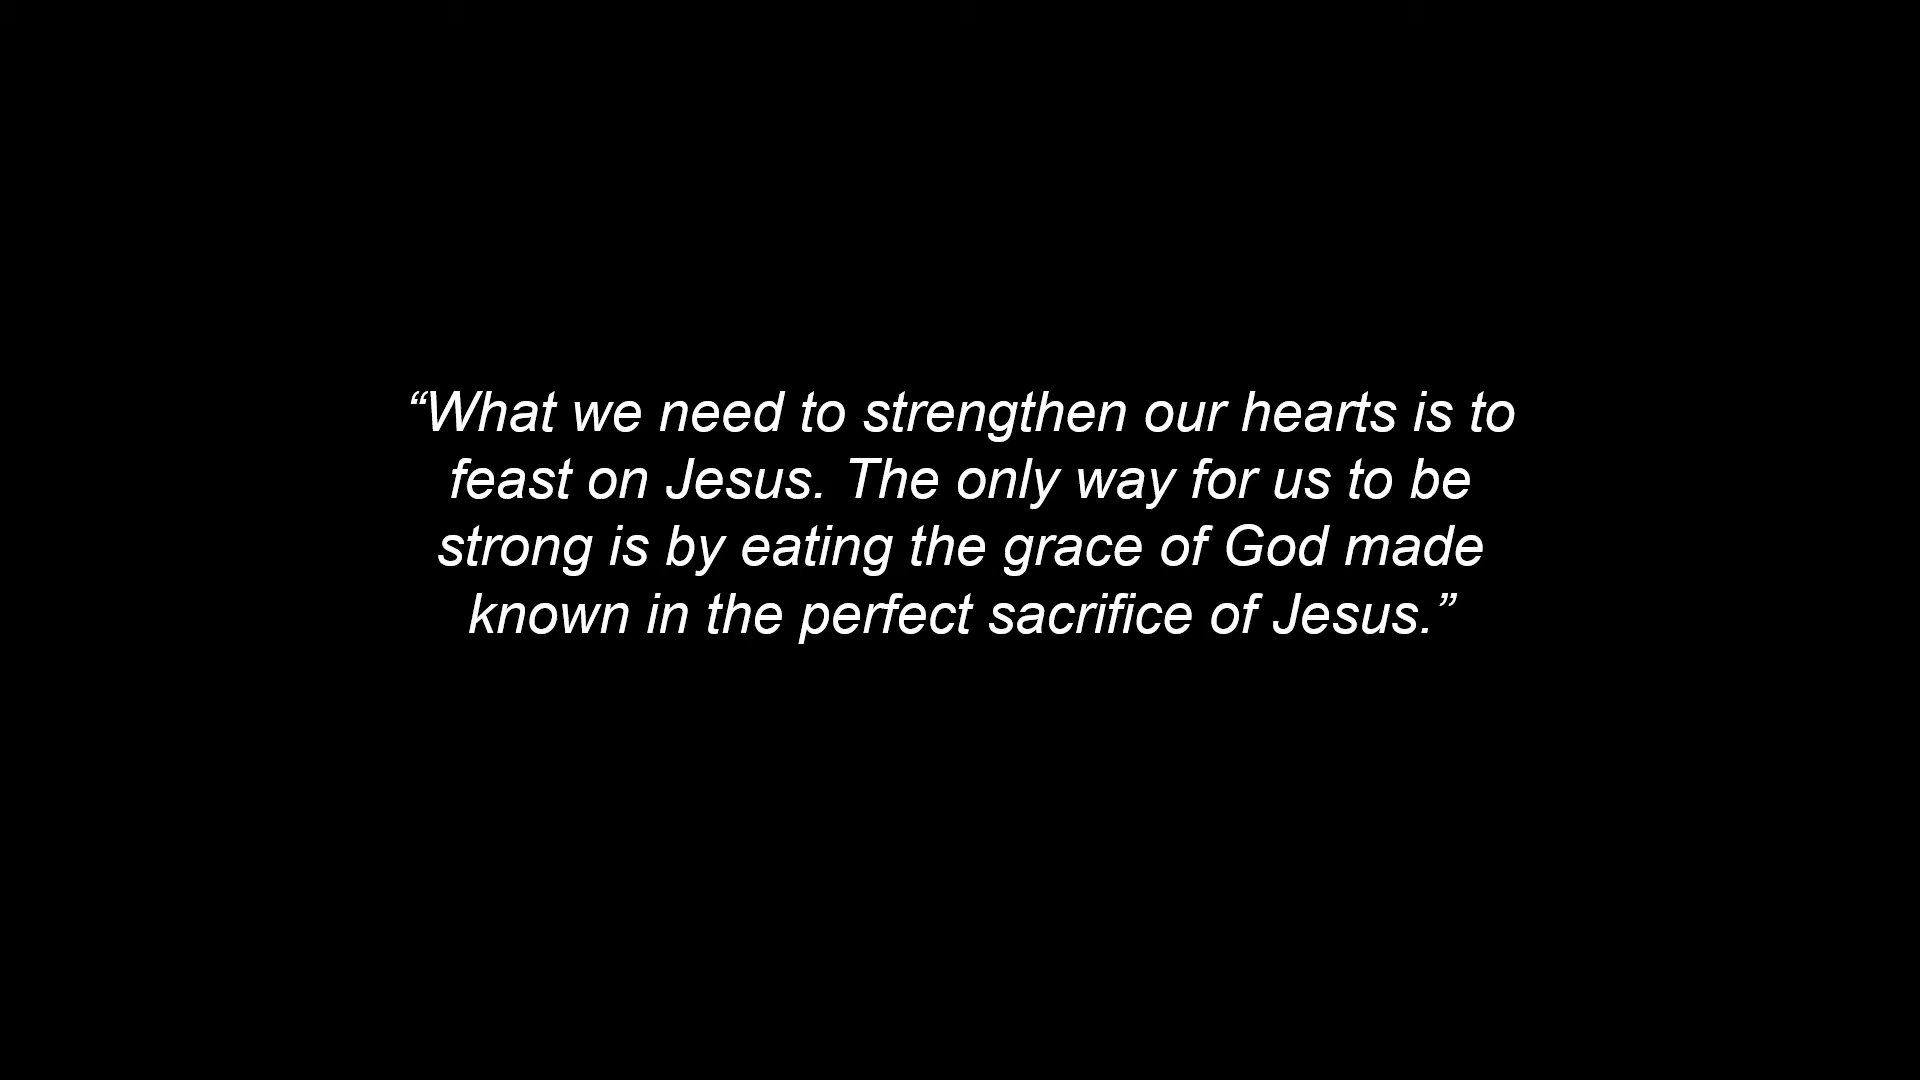 “What we need to strengthen our hearts is to
feast on Jesus. The only way for us to be
strong is by eating the grace of God made
known in the perfect sacrifice of Jesus.”